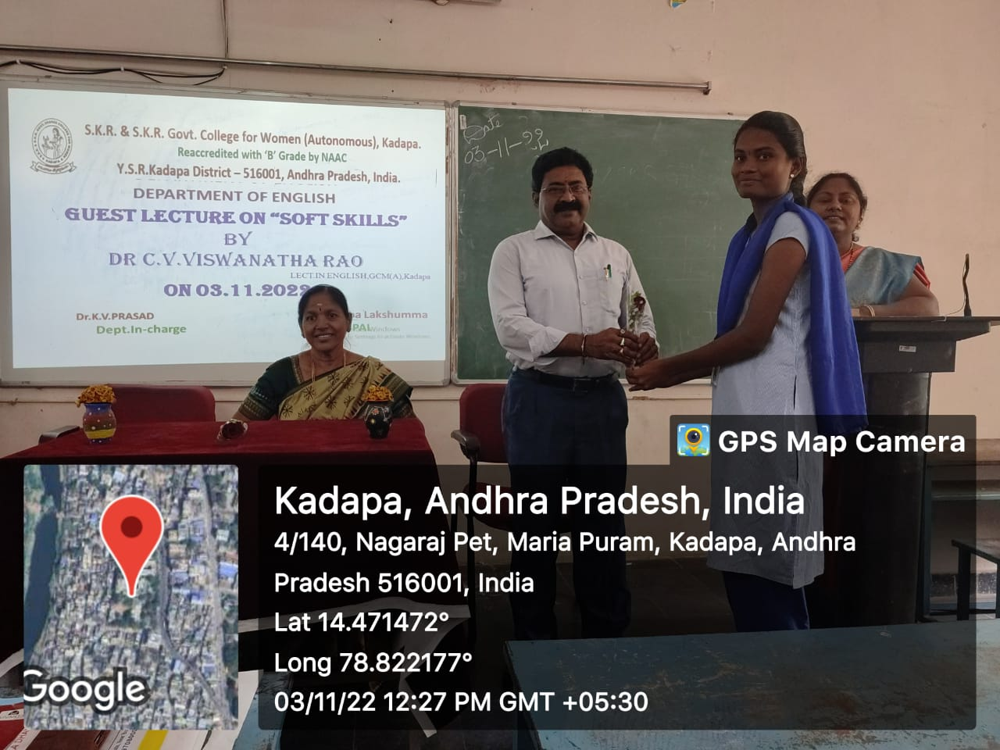 S.K.R. & S.K.R. Govt. College for Women (Autonomous), Kadapa.
Reaccredited with 'B' Grade by NAAC
Y.S.R.Kadapa District – 516001, Andhra Pradesh, India.
DEPARTMENT OF ENGLISH
GUEST LECTURE ON "SOFT SKILLS"
BY
DR C.V.VISWANATHA RAO
LECT.IN ENGLISH,GCM(A),Kadapa
ON 03.11.2022
Dr.K.V.PRASAD
Dept.In-charge
Lakshumma
PAL
Windows
Date
03-11-22
GPS Map Camera
Kadapa, Andhra Pradesh, India
4/140, Nagaraj Pet, Maria Puram, Kadapa, Andhra
Pradesh 516001, India
Lat 14.471472°
Long 78.822177°
03/11/22 12:27 PM GMT +05:30
Google